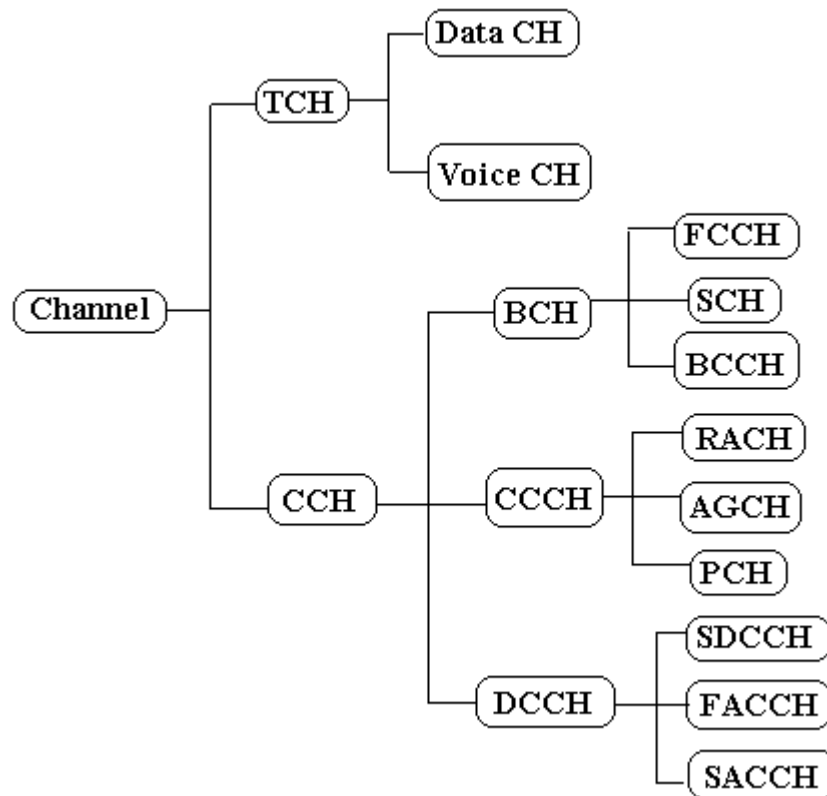 Data CH
TCH
Voice CH
FCCH
Channel
BCH
SCH
BCCH
RACH
CCH
CCCH
AGCH
PCH
SDCCH
DCCH
FACCH
SACCH